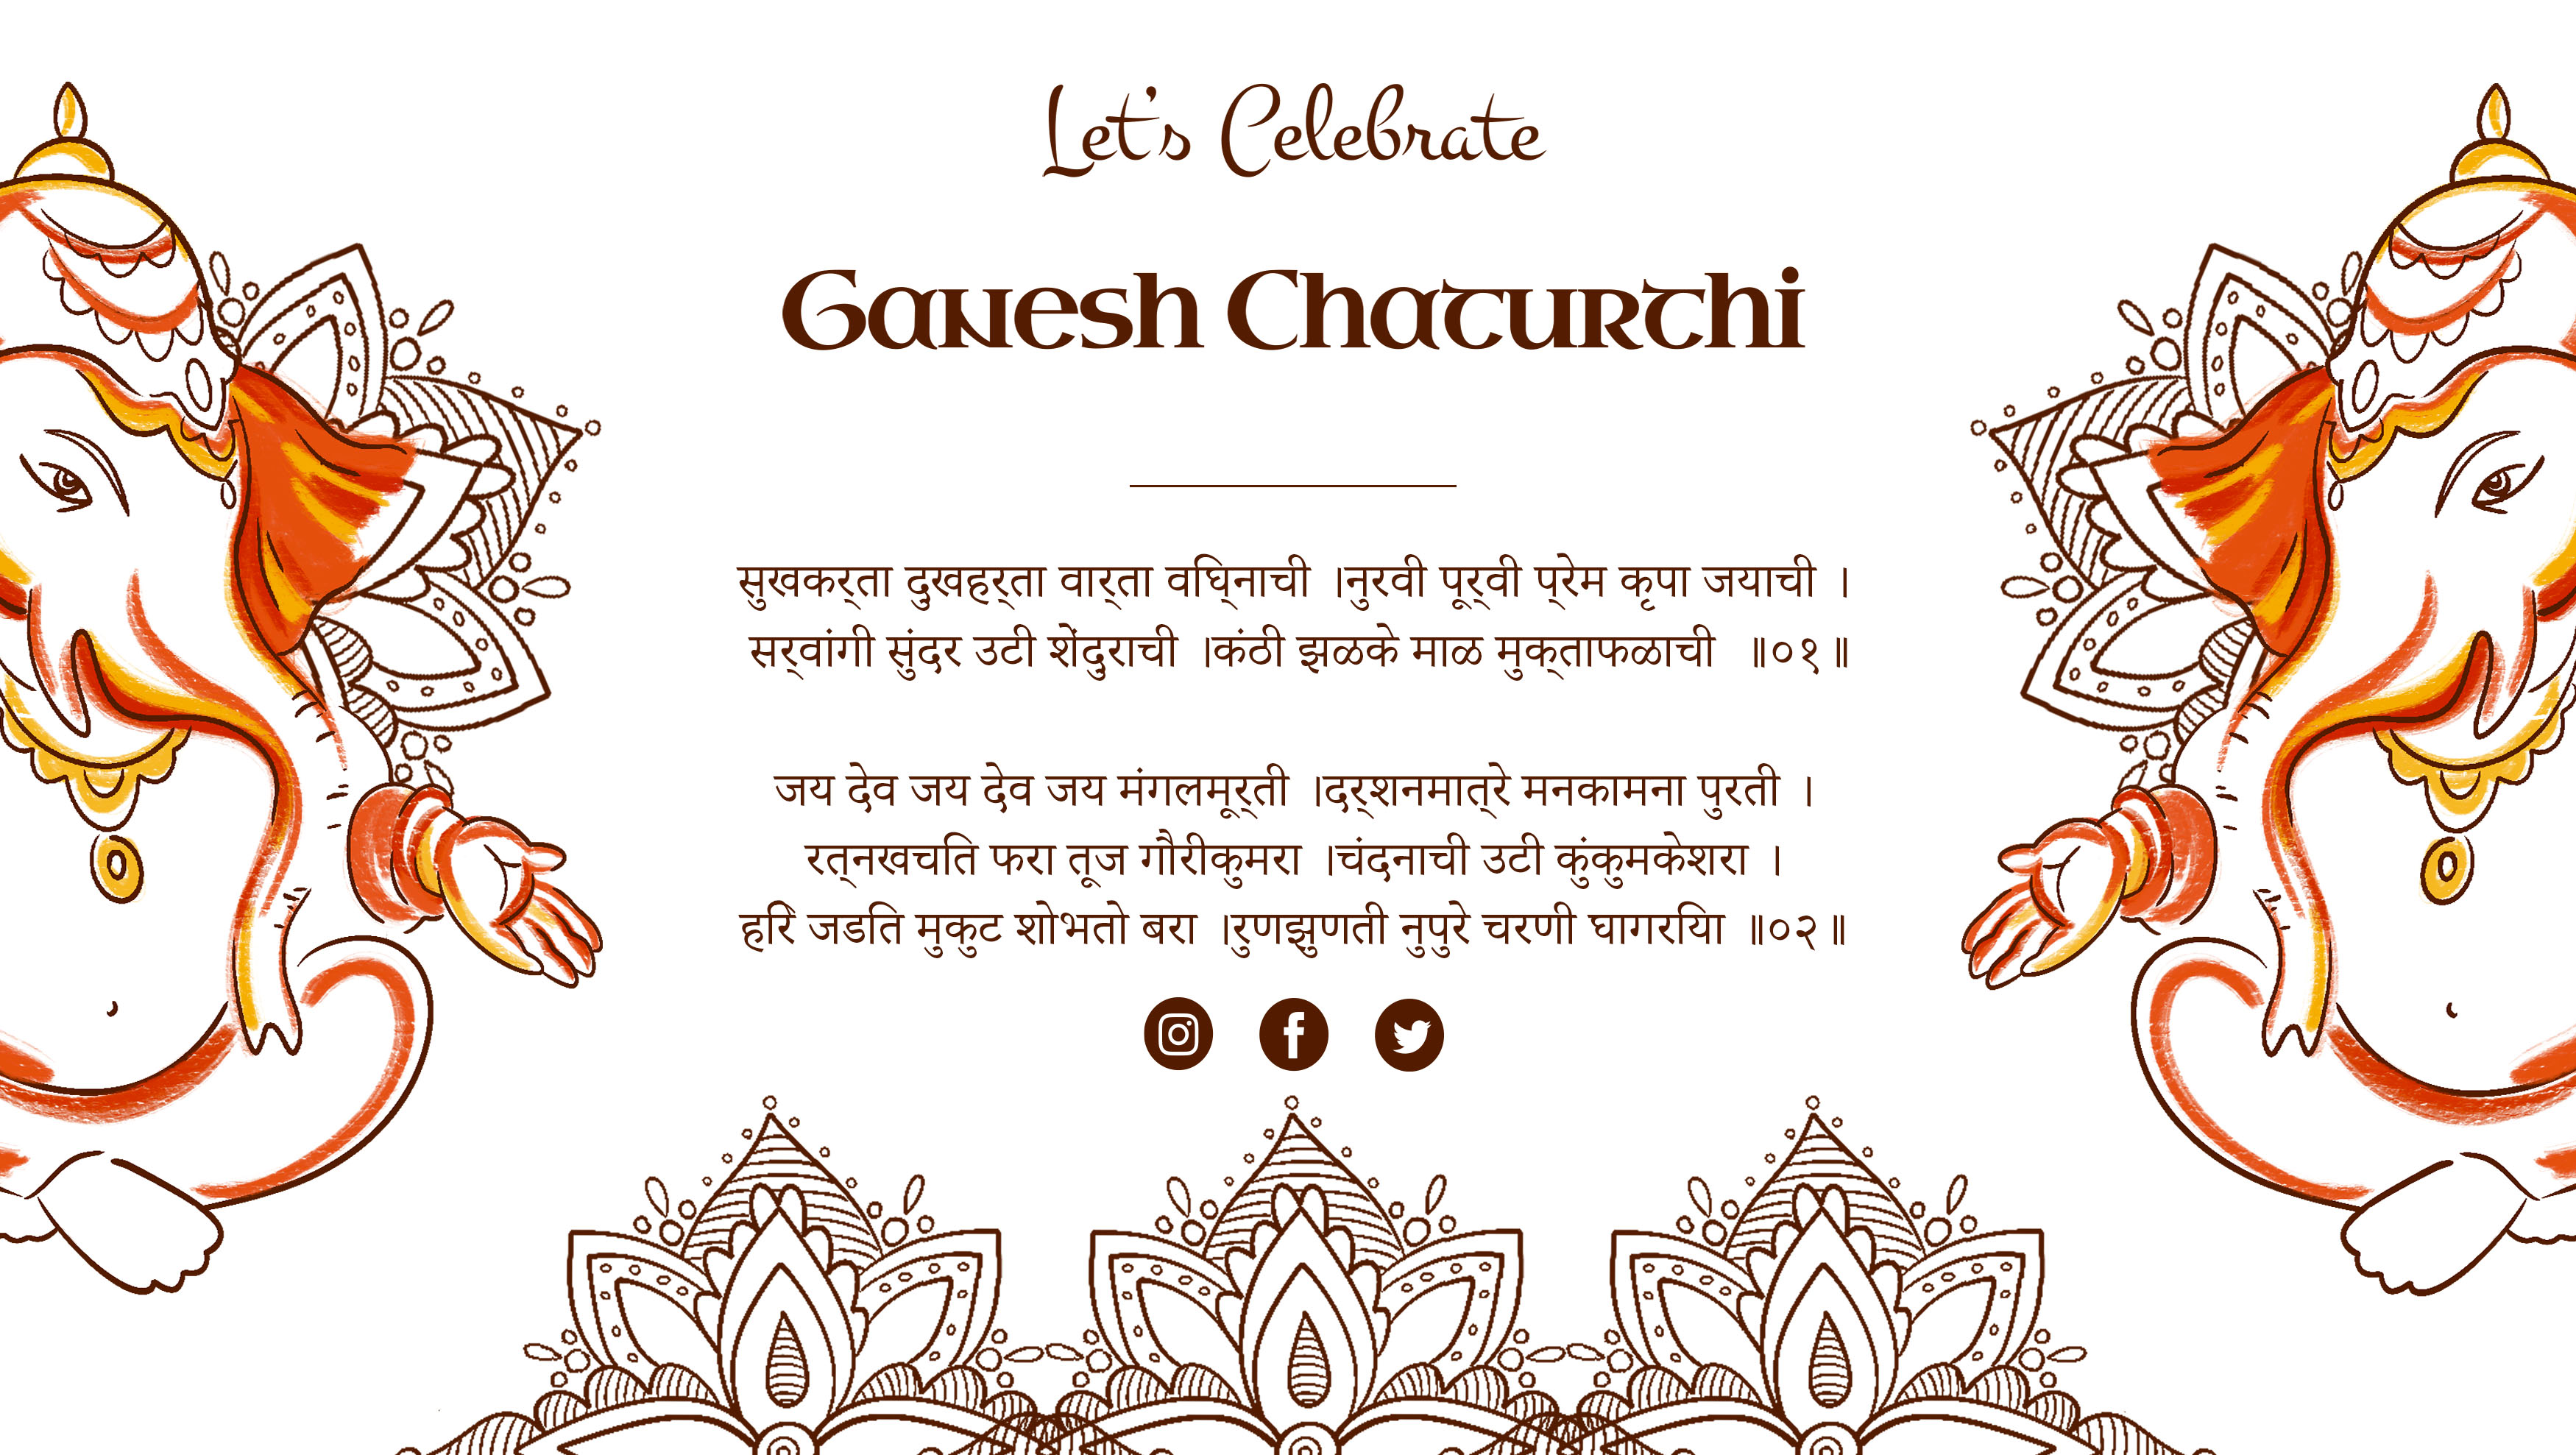 Let's Celebrate
Ganesh Chaturthi
सुखकर्‌ता दुखहर्‌ता वार्‌ता वघि्नाची ।नुरवी पूर्‌वी प्‌रेम कृपा जयाची ।
सर्‌वांगी सुंदर उटी शेंदुराची ।कंठी झळके माळ मुक्‌ताफळाची ॥०१॥
जय देव जय देव जय मंगलमूर्‌ती ।दर्‌शनमात्‌रे मनकामना पुरती ।
रत्‌नखचति फरा तूज गौरीकुमरा ।चंदनाची उटी कुंकुमकेशरा ।
हरिे जडति मुकुट शोभतो बरा ।रुणझुणती नुपुरे चरणी घागरयिा ॥०२॥